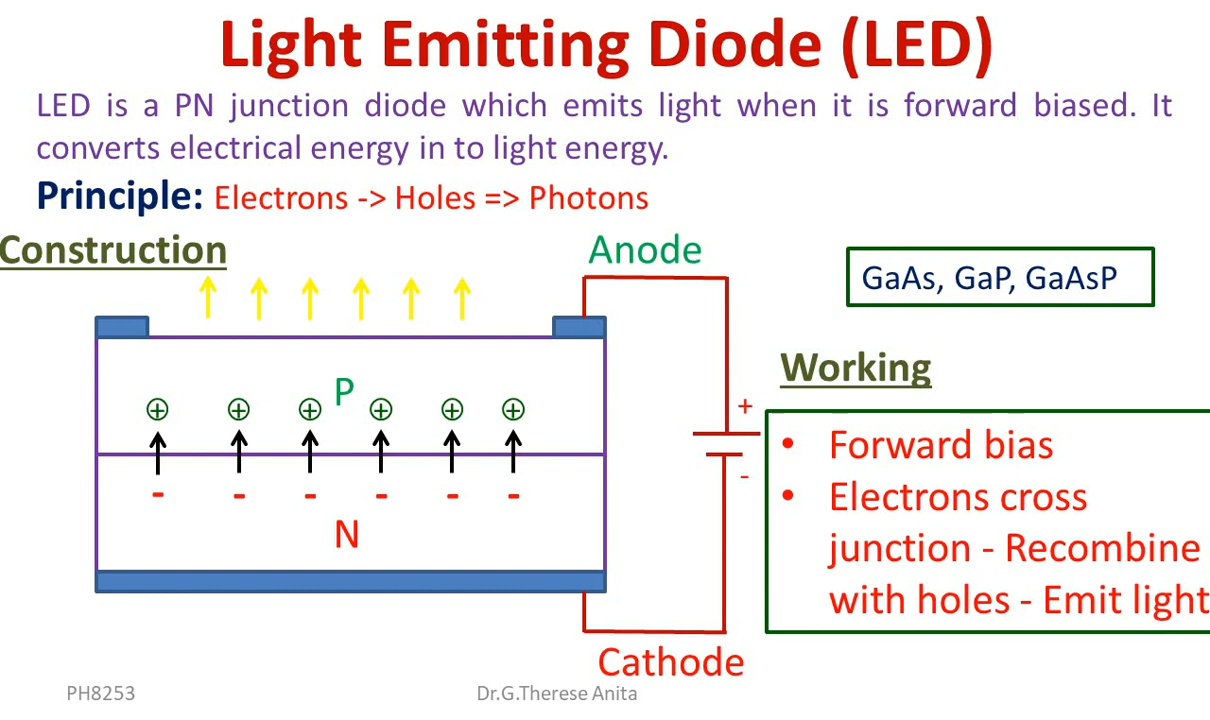 Light Emitting Diode (LED)
LED is a PN junction diode which emits light when it is forward biased. It
converts electrical energy in to light energy.
Principle: Electrons -> Holes => Photons
Construction
Anode
GaAs, GaP, GaAsP
P
+ + + + + +
- - - - - -
N
+
-
Cathode
Working
• Forward bias
• Electrons cross
junction - Recombine
with holes - Emit light
PH8253
Dr.G.Therese Anita